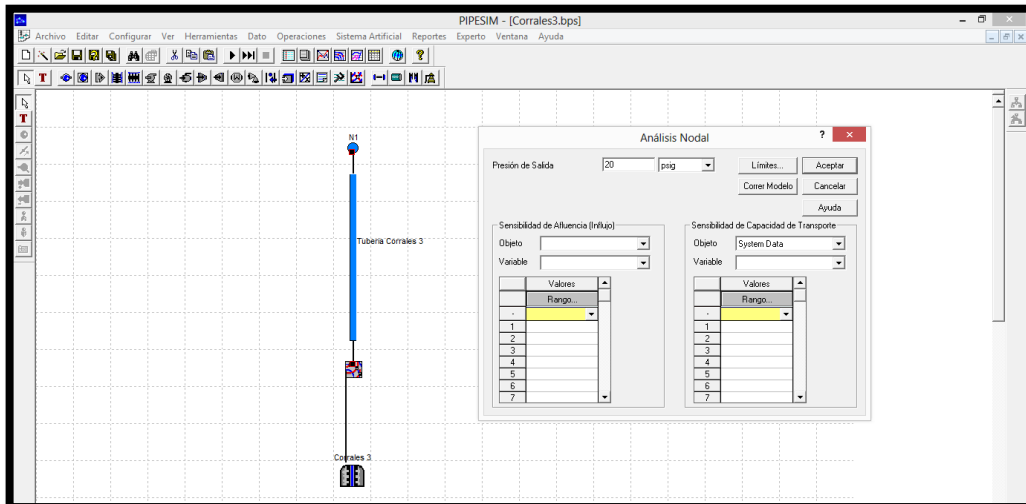 PIPESIM - [Corrales3.bps]
Archivo Editar Configurar Ver Herramientas Dato Operaciones Sistema Artificial Reportes Experto Ventana Ayuda
T
T
N1
Tuberia Corrales 3
Corrales 3
Análisis Nodal
Presión de Salida 20 psig Límites... Aceptar
Correr Modelo Cancelar
Ayuda
Sensibilidad de Afluencia (Influjo)
Objeto
Variable
Valores
Rango...
1
2
3
4
5
6
7
Sensibilidad de Capacidad de Transporte
Objeto System Data
Variable
Valores
Rango...
1
2
3
4
5
6
7